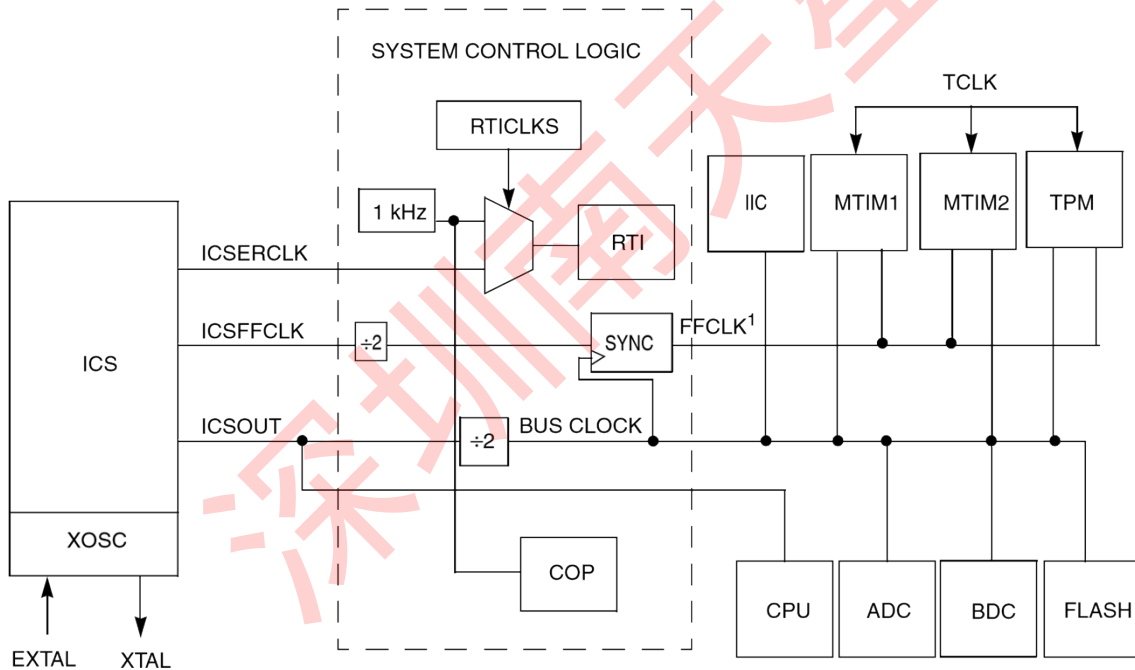 SYSTEM CONTROL LOGIC
TCLK
RTICLKS
1 kHz
RTI
IIC
MTIM1
MTIM2
TPM
ICSERCLK
ICSFFCLK
÷2
SYNC
FFCLK¹
ICS
ICSOUT
÷2
BUS CLOCK
XOSC
COP
CPU
ADC
BDC
FLASH
EXTAL
XTAL
深圳南天星